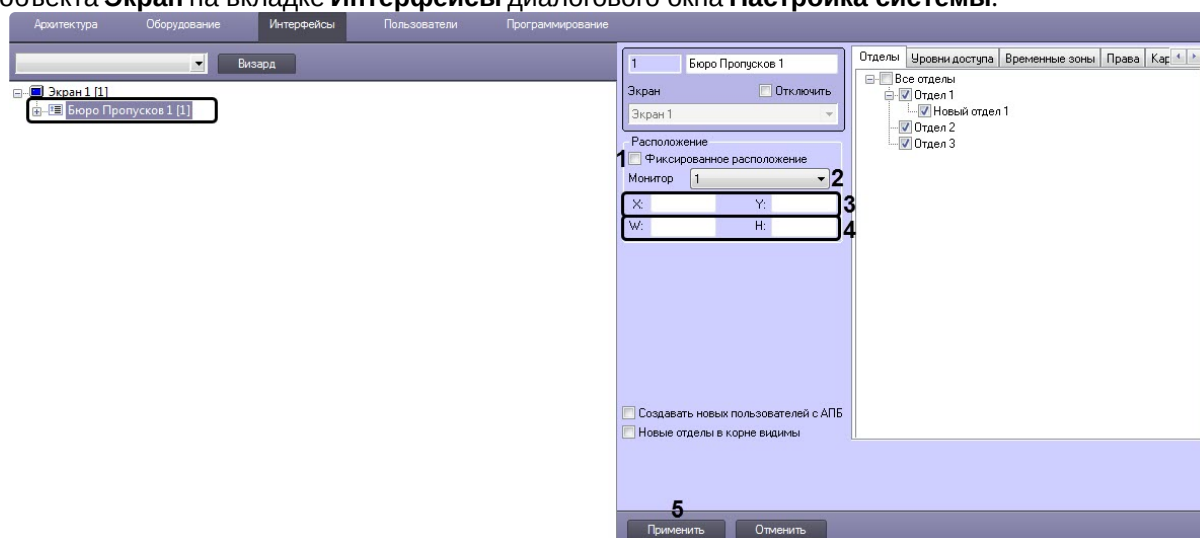 объекта Экран на вкладке Интерфейсы диалогового окна Настройка системы.
Архитектура Оборудование Интерфейсы Пользователи Программирование
Визард
Экран 1 [1]
Бюро Пропусков 1 [1]
1 Бюро Пропусков 1
Экран Отключить
Экран 1
Расположение
1 Фиксированное расположение
Монитор 1 2
X: Y: 3
W: H: 4
Создавать новых пользователей с АПБ
Новые отделы в корне видимы
5
Применить Отменить
Отделы Уровни доступа Временные зоны Права Кар
Все отделы
Отдел 1
Новый отдел 1
Отдел 2
Отдел 3